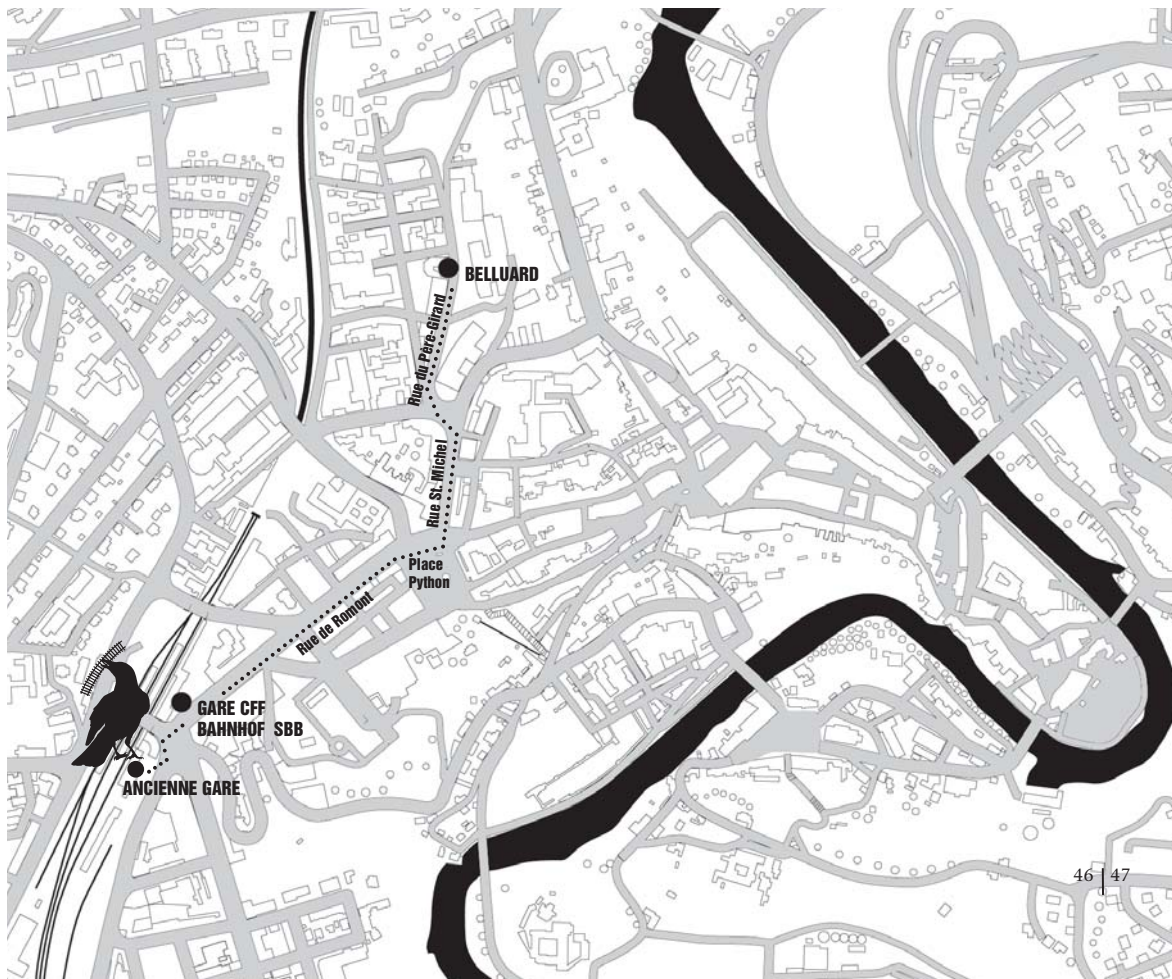 BELLUARD
Rue du Père-Girard
Rue St. Michel
Place
Python
Rue de Romont
GARE CFF
BAHNHOF SBB
ANCIENNE GARE
46 | 47